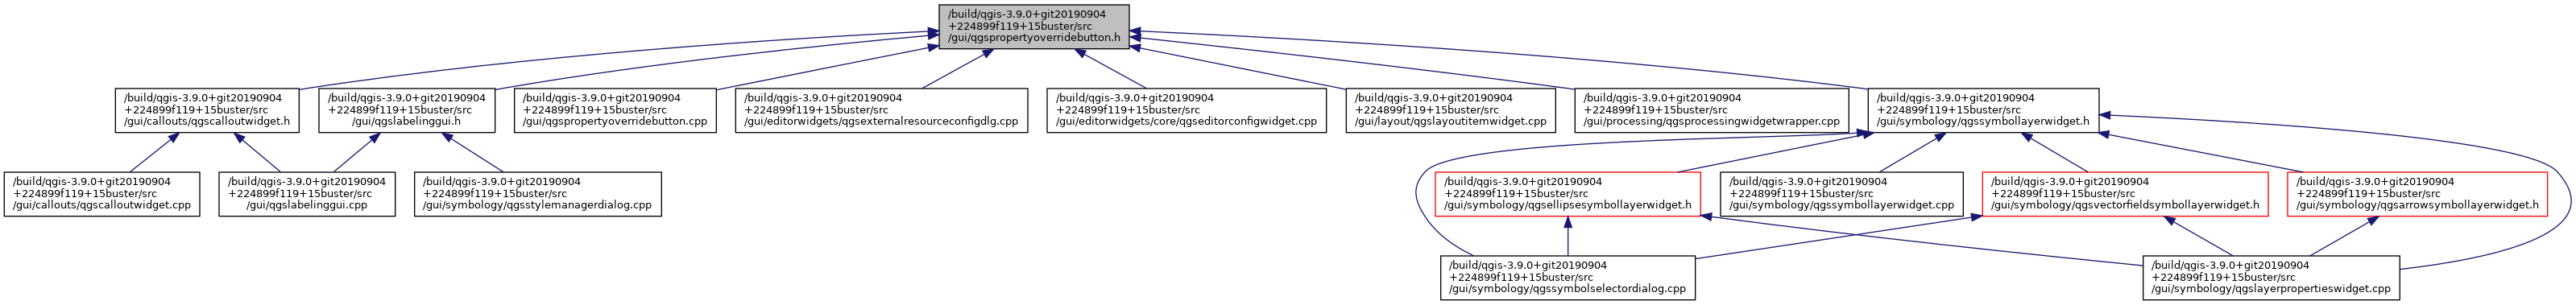 /build/qgis-3.9.0+git20190904
+224899f119+15buster/src
/gui/qgspropertyoverridebutton.h
/build/qgis-3.9.0+git20190904
+224899f119+15buster/src
/gui/callouts/qgscalloutwidget.h
/build/qgis-3.9.0+git20190904
+224899f119+15buster/src
/gui/qgslabelinggui.h
/build/qgis-3.9.0+git20190904
+224899f119+15buster/src
/gui/qgspropertyoverridebutton.cpp
/build/qgis-3.9.0+git20190904
+224899f119+15buster/src
/gui/editorwidgets/qgsexternalresourceconfigdlg.cpp
/build/qgis-3.9.0+git20190904
+224899f119+15buster/src
/gui/editorwidgets/core/qgseditorconfigwidget.cpp
/build/qgis-3.9.0+git20190904
+224899f119+15buster/src
/gui/layout/qgslayoutitemwidget.cpp
/build/qgis-3.9.0+git20190904
+224899f119+15buster/src
/gui/processing/qgsprocessingwidgetwrapper.cpp
/build/qgis-3.9.0+git20190904
+224899f119+15buster/src
/gui/symbology/qgssymbollayerwidget.h
/build/qgis-3.9.0+git20190904
+224899f119+15buster/src
/gui/callouts/qgscalloutwidget.cpp
/build/qgis-3.9.0+git20190904
+224899f119+15buster/src
/gui/qgslabelinggui.cpp
/build/qgis-3.9.0+git20190904
+224899f119+15buster/src
/gui/symbology/qgsstylemanagerdialog.cpp
/build/qgis-3.9.0+git20190904
+224899f119+15buster/src
/gui/symbology/qgsellipsesymbollayerwidget.h
/build/qgis-3.9.0+git20190904
+224899f119+15buster/src
/gui/symbology/qgssymbollayerwidget.cpp
/build/qgis-3.9.0+git20190904
+224899f119+15buster/src
/gui/symbology/qgsvectorfieldsymbollayerwidget.h
/build/qgis-3.9.0+git20190904
+224899f119+15buster/src
/gui/symbology/qgsarrowsymbollayerwidget.h
/build/qgis-3.9.0+git20190904
+224899f119+15buster/src
/gui/symbology/qgssymbolselectordialog.cpp
/build/qgis-3.9.0+git20190904
+224899f119+15buster/src
/gui/symbology/qgslayerpropertieswidget.cpp